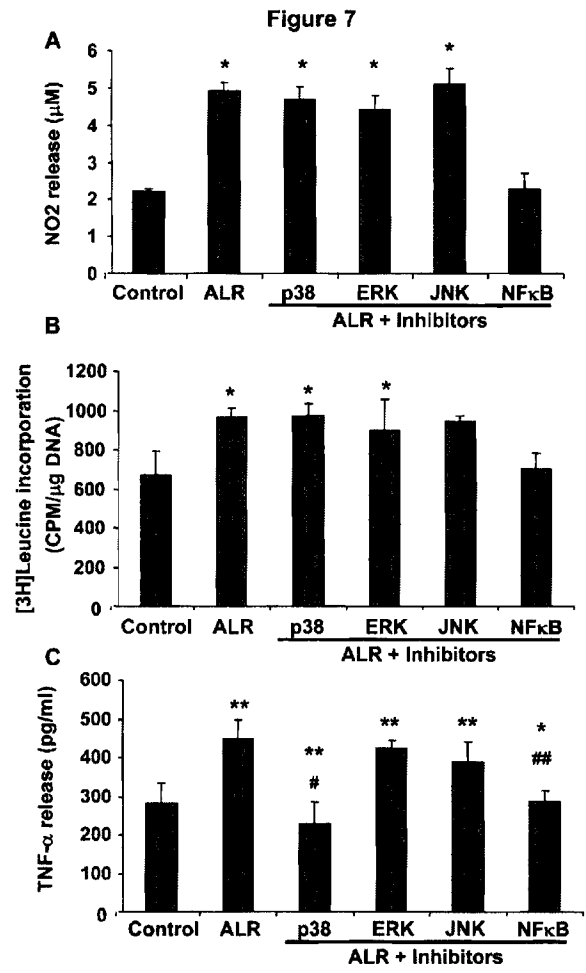 Figure 7
A
NO2 release (μM)
6
5
4
3
2
1
0
* * * *
Control ALR p38 ERK JNK NFκB
ALR + Inhibitors
B
[3H]Leucine incorporation
(CPM/μg DNA)
1200
1000
800
600
400
200
0
* * *
Control ALR p38 ERK JNK NFκB
ALR + Inhibitors
C
TNF-α release (pg/ml)
600
500
400
300
200
100
0
** ** ** ** *
# ##
Control ALR p38 ERK JNK NFκB
ALR + Inhibitors